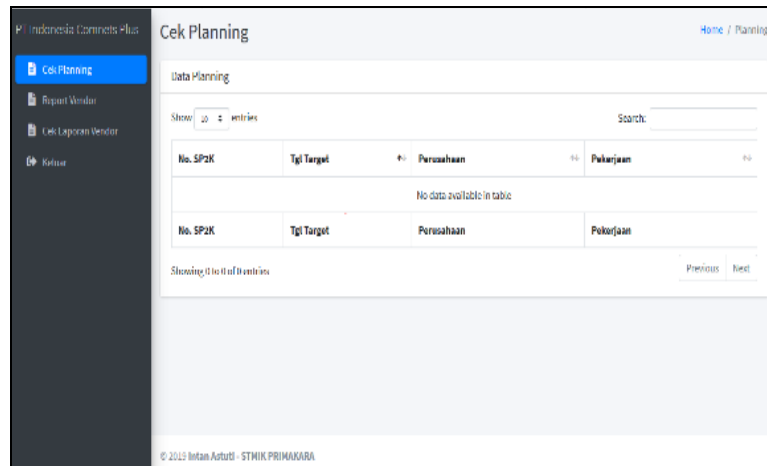 PT Indonesia Comnets Plus
Cek Planning
Report Vendor
Cek Laporan Vendor
Keluar
Cek Planning
Home / Planning
Data Planning
Show 10 entries
Search:
No. SP2K Tgl Target Perusahaan Pekerjaan
No data available in table
No. SP2K Tgl Target Perusahaan Pekerjaan
Showing 0 to 0 of 0 entries
Previous Next
© 2019 Intan Astuti - STMIK PRIMAKARA